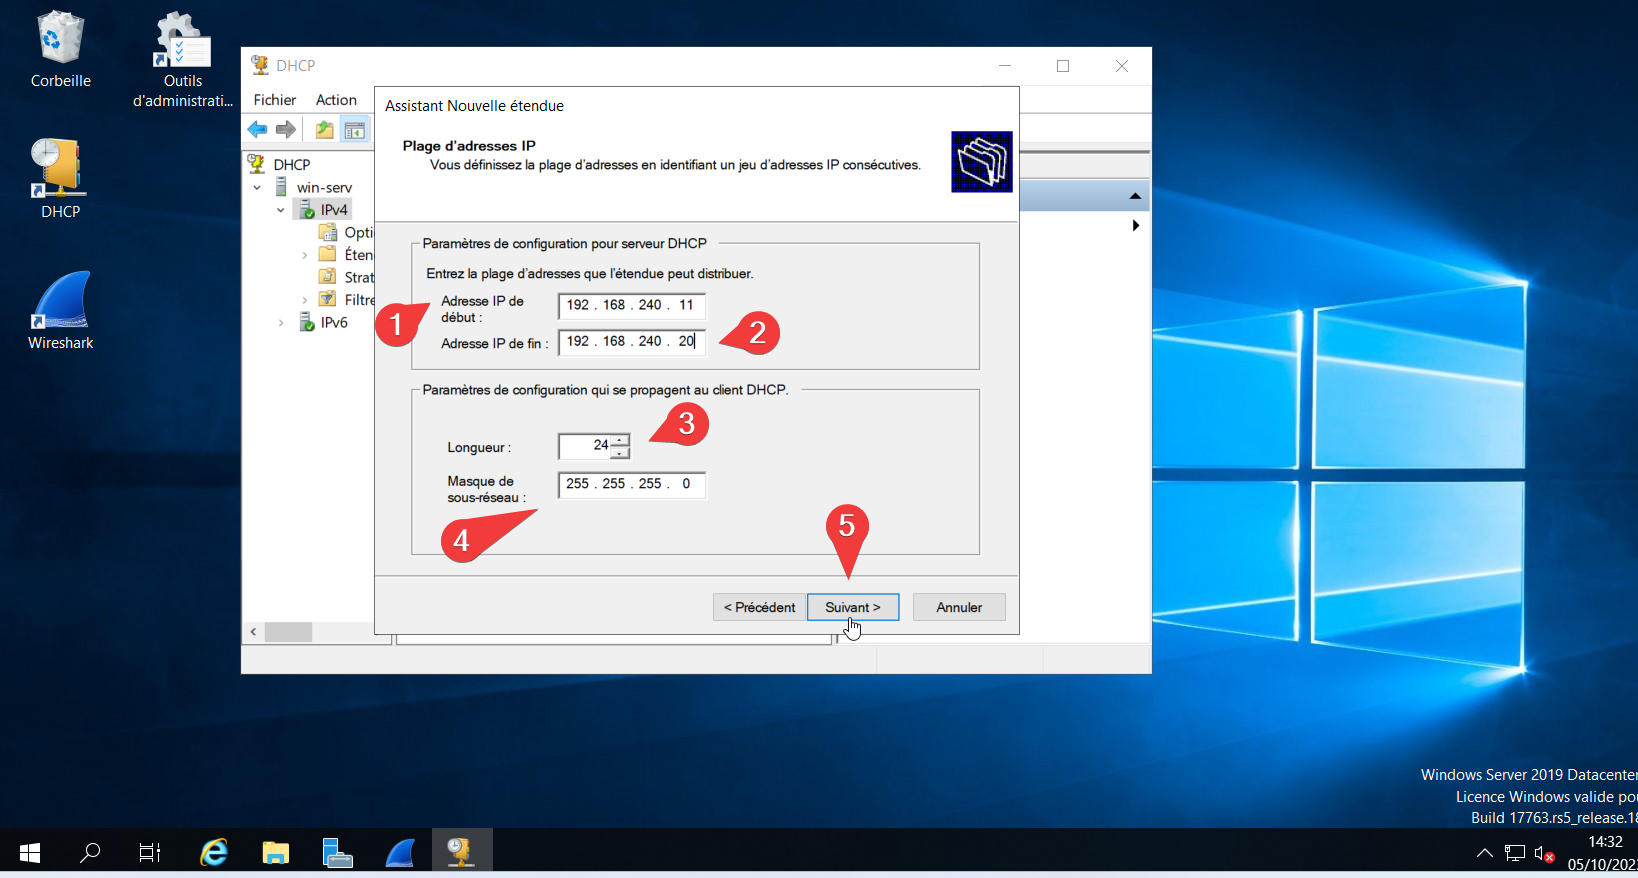 Corbeille
Outils
d'administrati...
DHCP
Wireshark
DHCP
Fichier Action
DHCP
win-serv
IPv4
Opti
Éten
Strat
Filtre
IPv6
Assistant Nouvelle étendue
Plage d'adresses IP
Vous définissez la plage d'adresses en identifiant un jeu d'adresses IP consécutives.
Paramètres de configuration pour serveur DHCP
Entrez la plage d'adresses que l'étendue peut distribuer.
Adresse IP de
début :
192 . 168 . 240 . 11
1
Adresse IP de fin :
192 . 168 . 240 . 20
2
Paramètres de configuration qui se propagent au client DHCP.
3
Longueur :
24
Masque de
sous-réseau :
255 . 255 . 255 . 0
4
5
< Précédent
Suivant >
Annuler
Windows Server 2019 Datacenter
Licence Windows valide pou
Build 17763.rs5_release.18
14:32
05/10/202